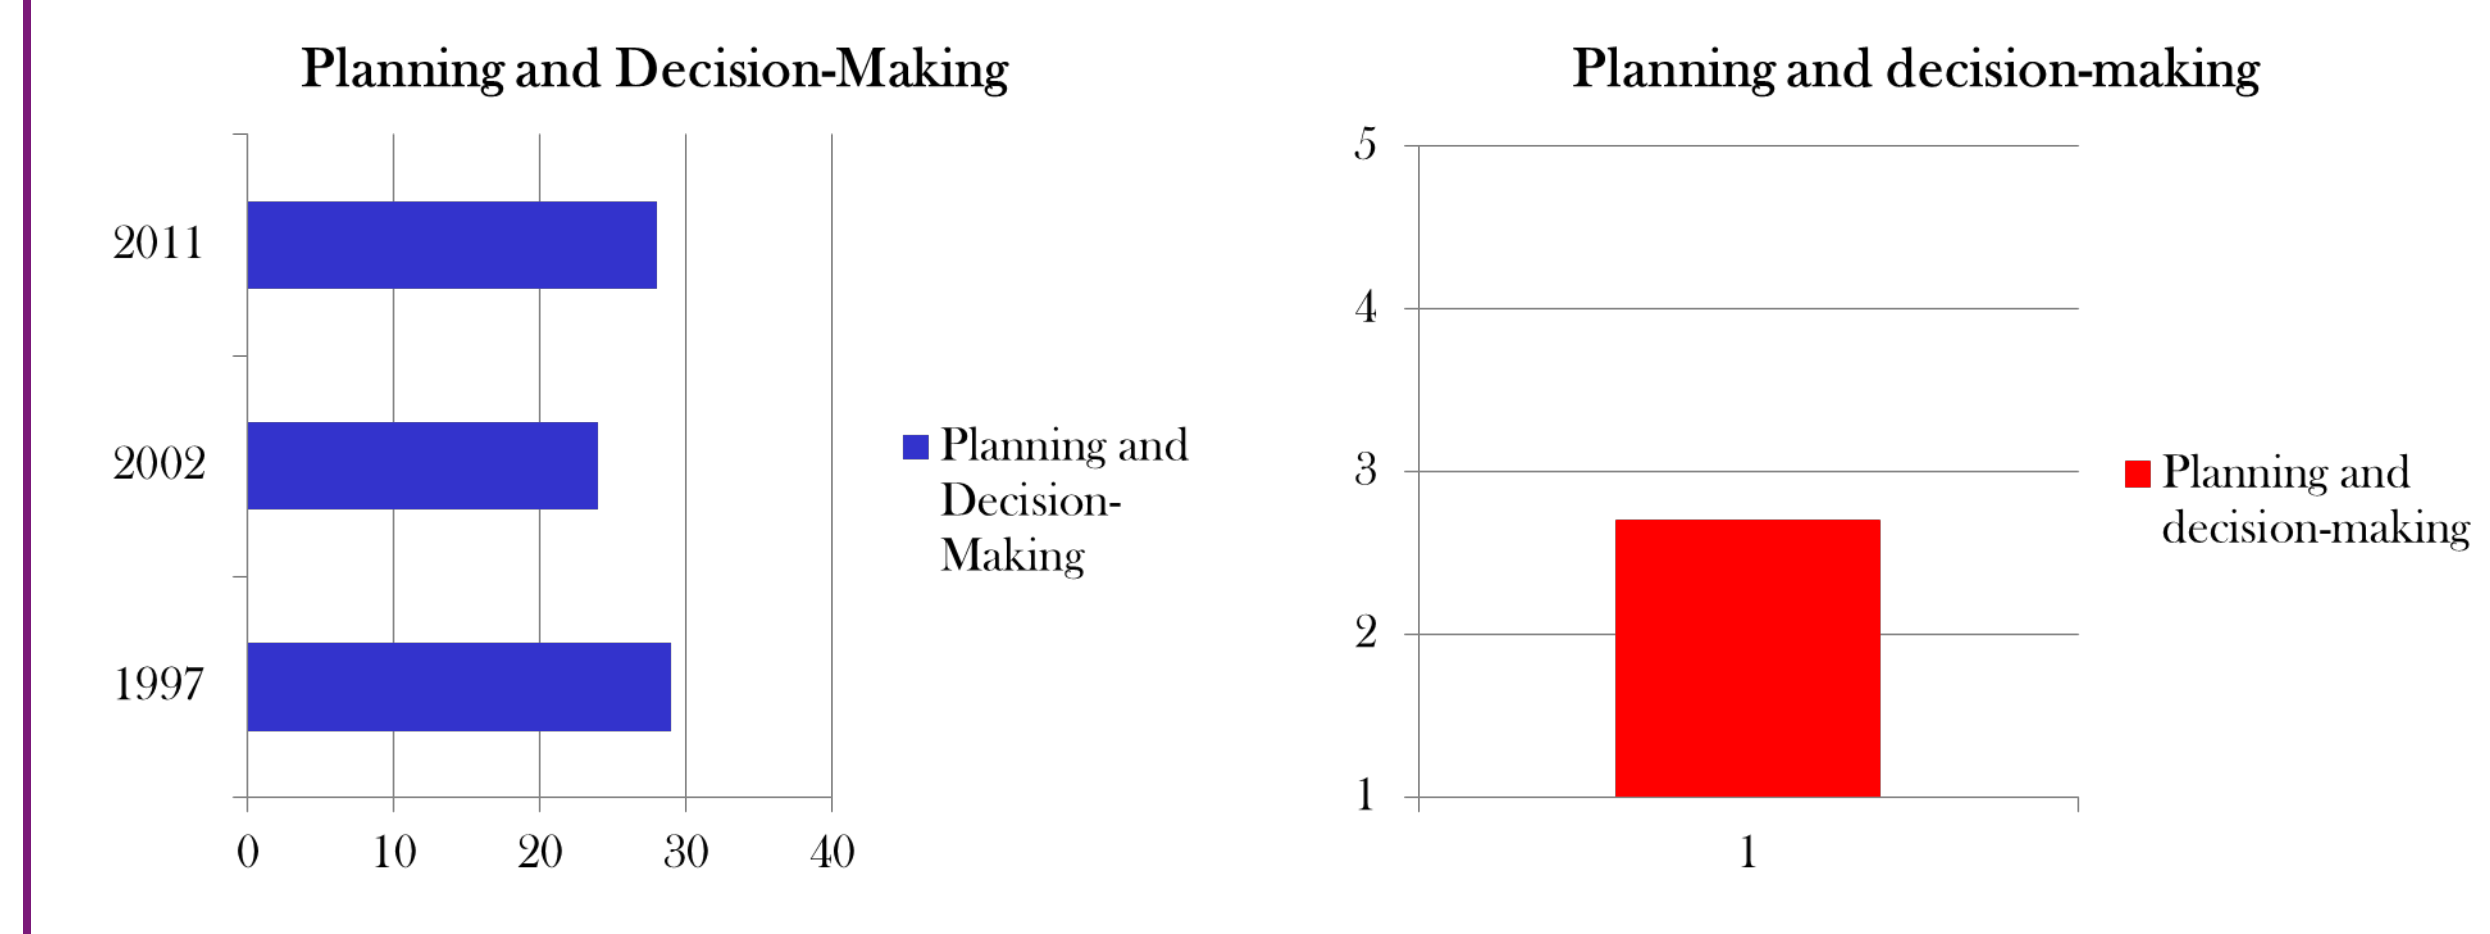 Planning and Decision-Making
2011
2002
1997
0 10 20 30 40
Planning and
Decision-
Making
Planning and decision-making
5
4
3
2
1
1
Planning and
decision-making